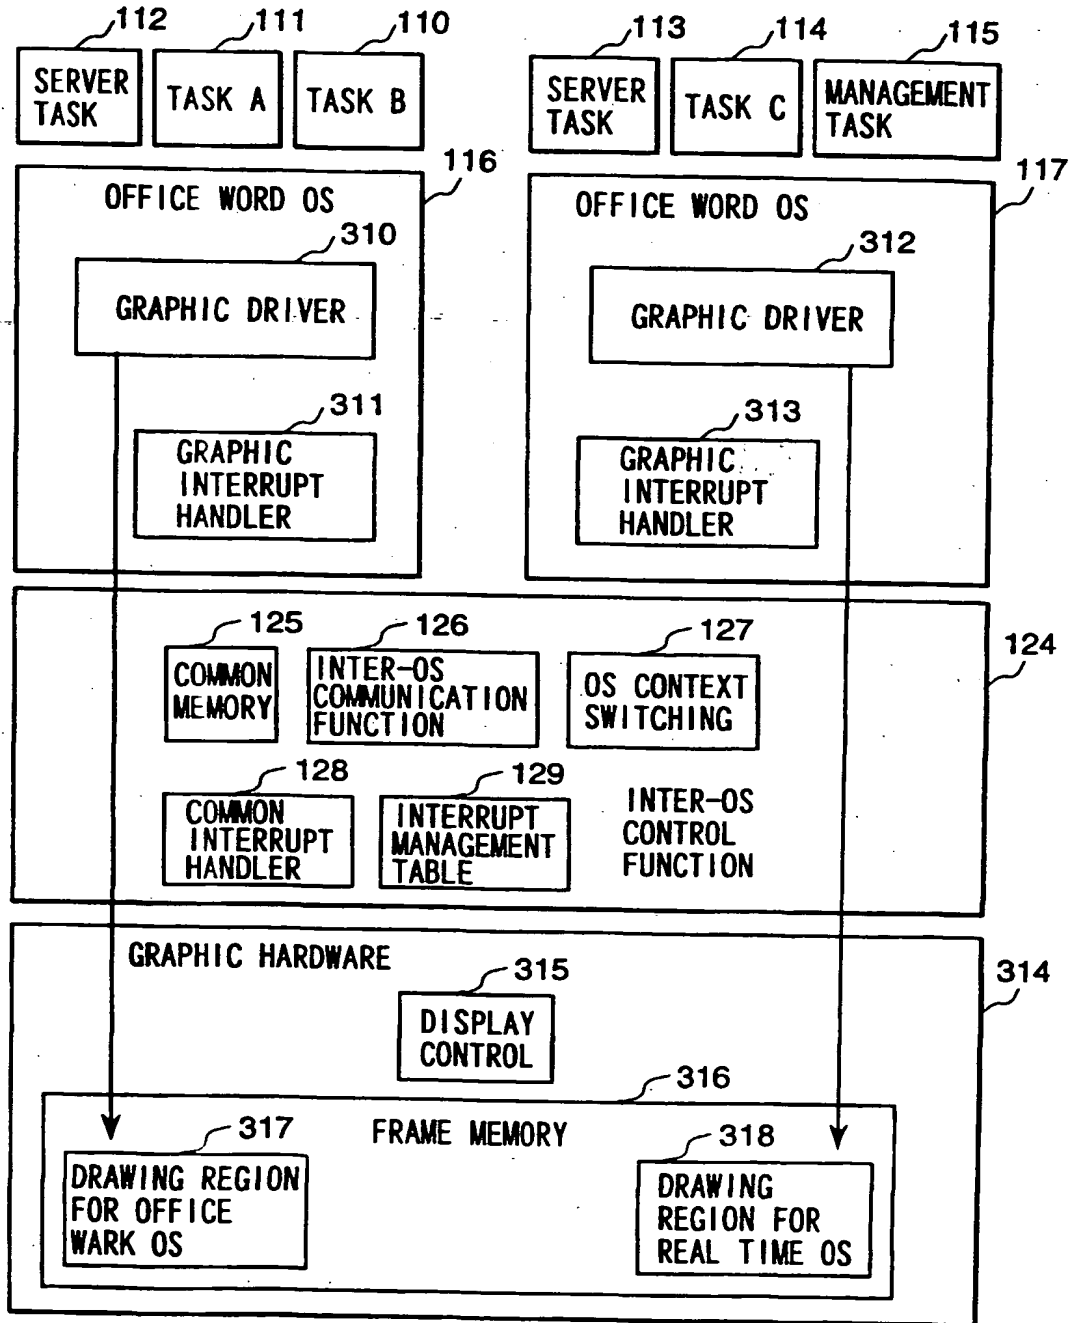 112
111
110
113
114
115
SERVER
TASK
TASK A
TASK B
SERVER
TASK
TASK C
MANAGEMENT
TASK
116
117
OFFICE WORD OS
310
GRAPHIC DRIVER
311
GRAPHIC
INTERRUPT
HANDLER
OFFICE WORD OS
312
GRAPHIC DRIVER
313
GRAPHIC
INTERRUPT
HANDLER
124
125
COMMON
MEMORY
126
INTER-OS
COMMUNICATION
FUNCTION
127
OS CONTEXT
SWITCHING
128
COMMON
INTERRUPT
HANDLER
129
INTERRUPT
MANAGEMENT
TABLE
INTER-OS
CONTROL
FUNCTION
GRAPHIC HARDWARE
314
315
DISPLAY
CONTROL
316
FRAME MEMORY
317
DRAWING REGION
FOR OFFICE
WARK OS
318
DRAWING
REGION FOR
REAL TIME OS